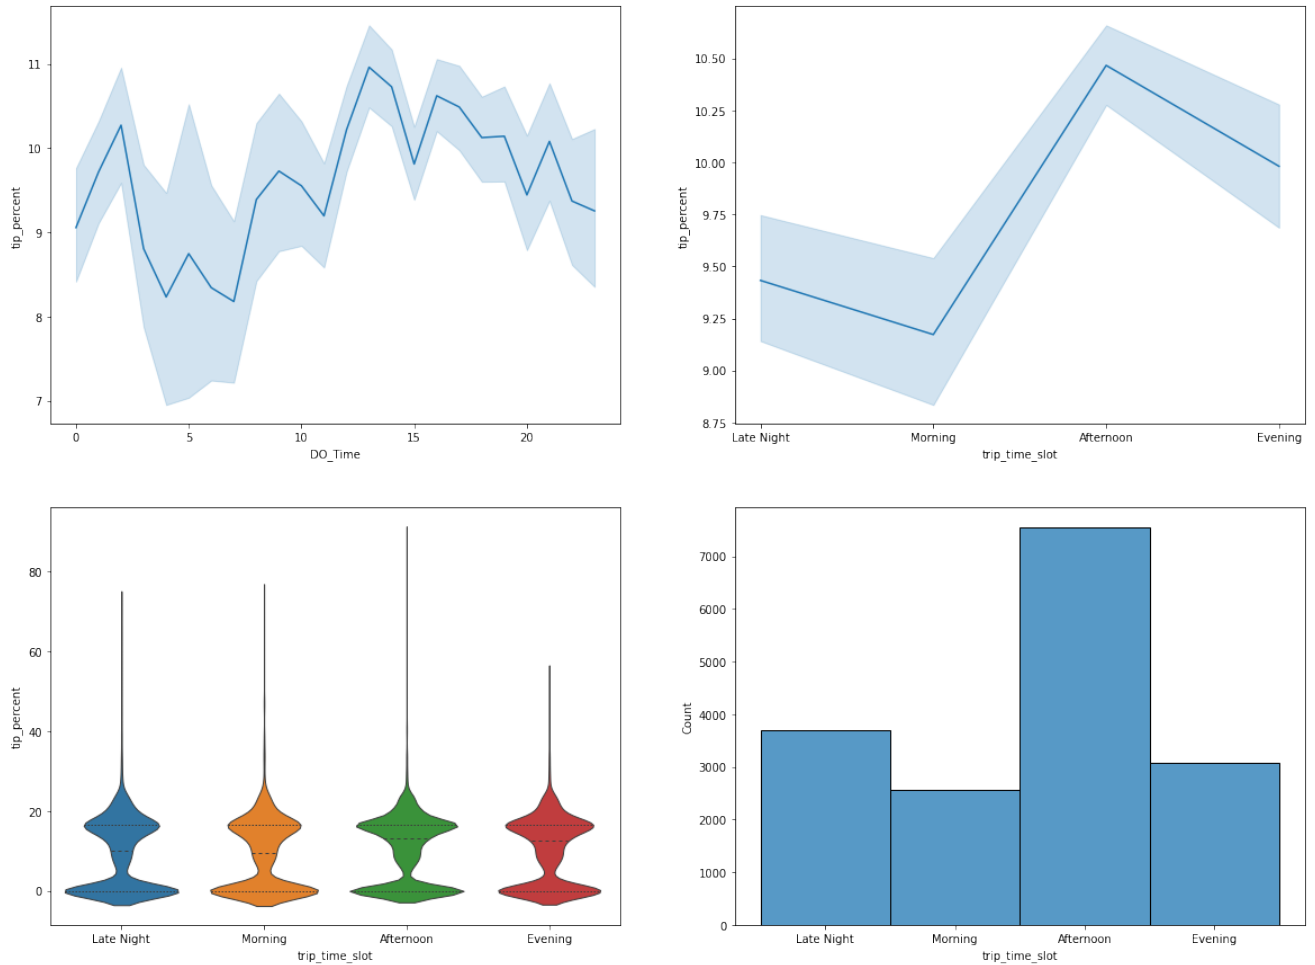 11
10
9
8
7
tip_percent
0 5 10 15 20
DO_Time
10.50
10.25
10.00
9.75
9.50
9.25
9.00
8.75
tip_percent
Late Night Morning Afternoon Evening
trip_time_slot
80
60
40
20
0
tip_percent
Late Night Morning Afternoon Evening
trip_time_slot
7000
6000
5000
4000
3000
2000
1000
0
Count
Late Night Morning Afternoon Evening
trip_time_slot